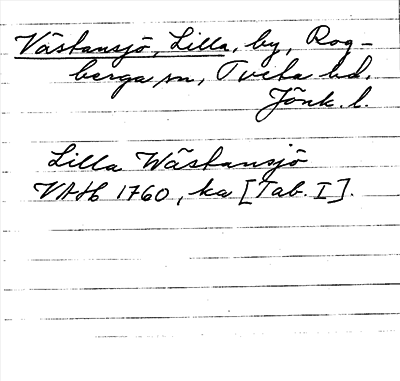 Västansjö, Lilla, by, Rog-
berga sn, Tveta hd.
Jönk. l.
Lilla Wästansjö
VAH 1760, ka [Tab. I].